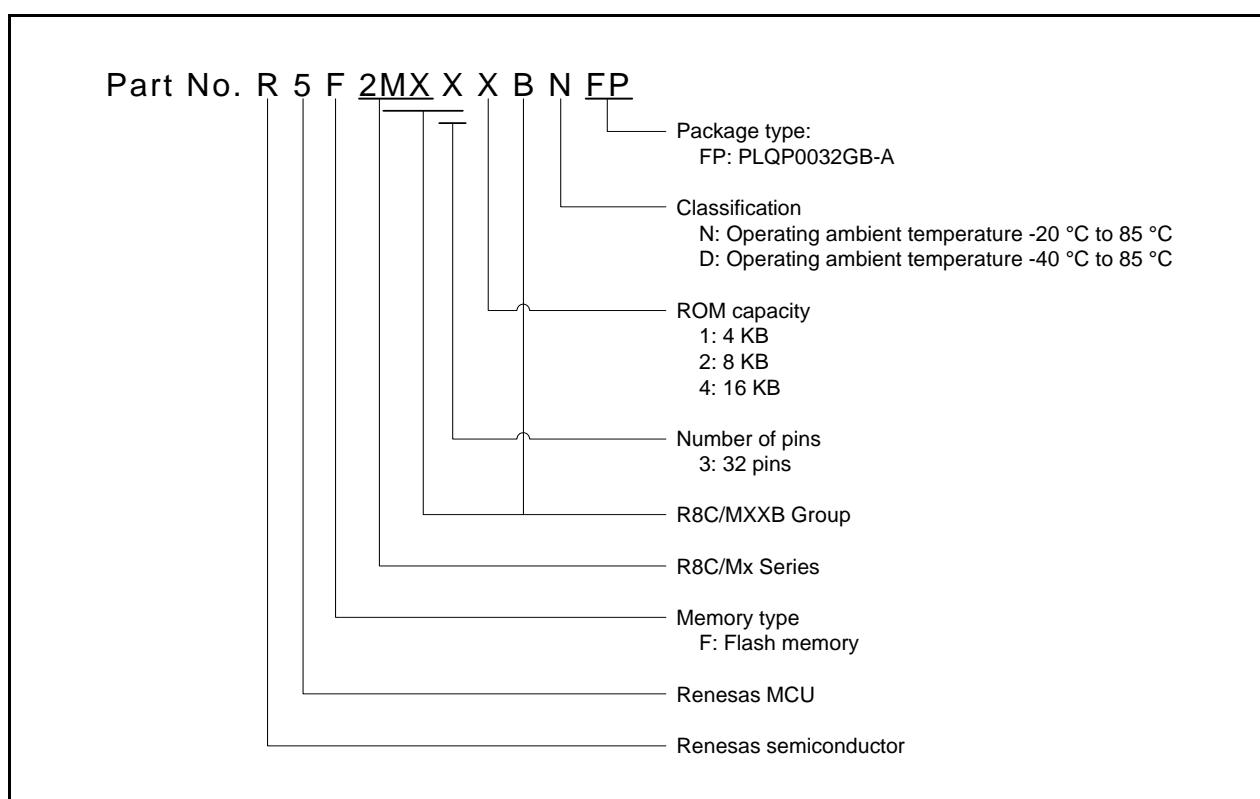 Part No. R 5 F 2MX X X B N FP
Package type:
FP: PLQP0032GB-A
Classification
N: Operating ambient temperature -20 °C to 85 °C
D: Operating ambient temperature -40 °C to 85 °C
ROM capacity
1: 4 KB
2: 8 KB
4: 16 KB
Number of pins
3: 32 pins
R8C/MXXB Group
R8C/Mx Series
Memory type
F: Flash memory
Renesas MCU
Renesas semiconductor